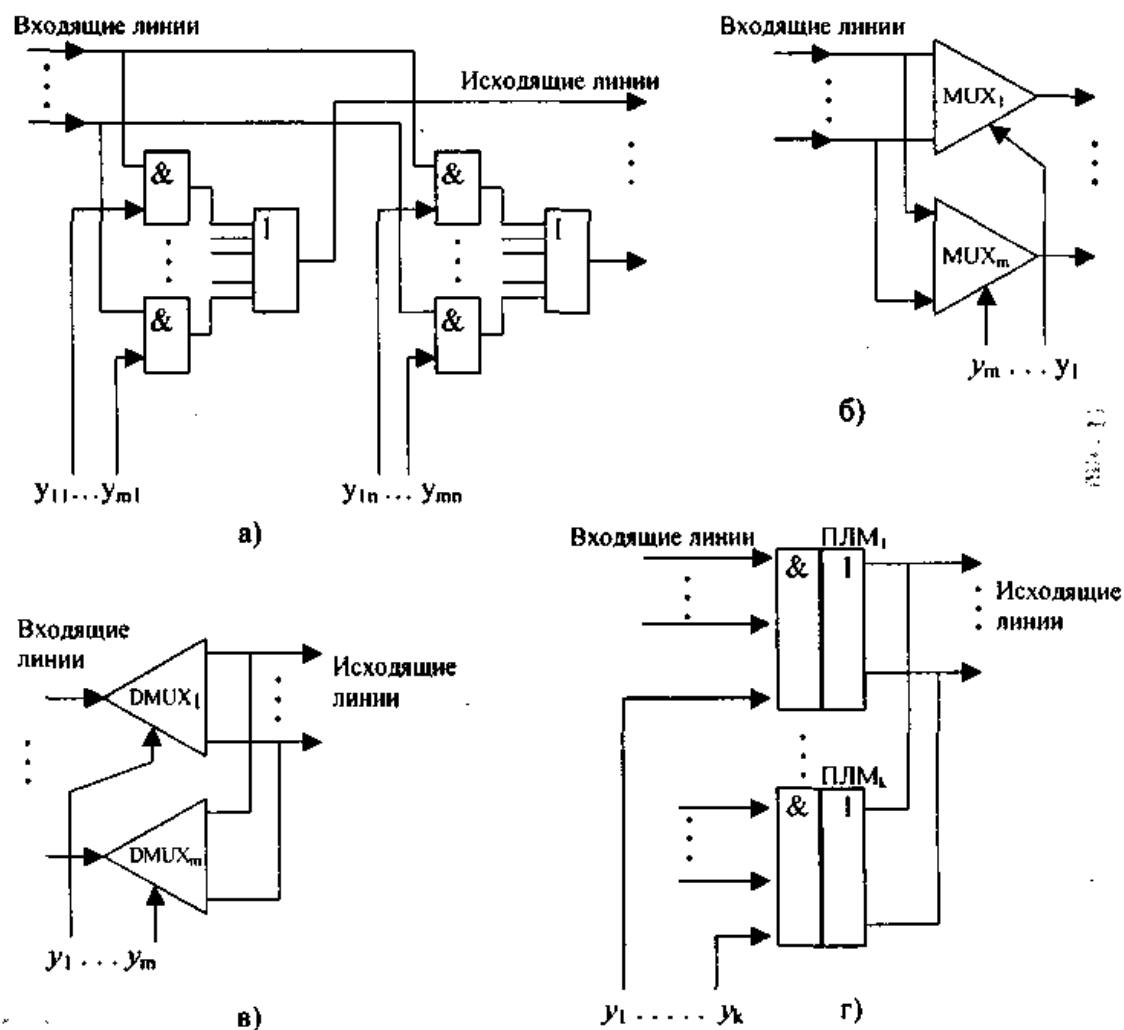 Входящие линии
Исходящие линии
&
&
1
&
&
y11...ym1
y1n... ymn
а)
Входящие линии
MUX1
MUXm
ym . . . y1
б)
Входящие
линии
DMUX1
Исходящие
линии
DMUXm
y1 . . . ym
в)
Входящие линии
ПЛМ1
& 1
Исходящие
линии
ПЛМk
& 1
y1 . . . . . yk
г)